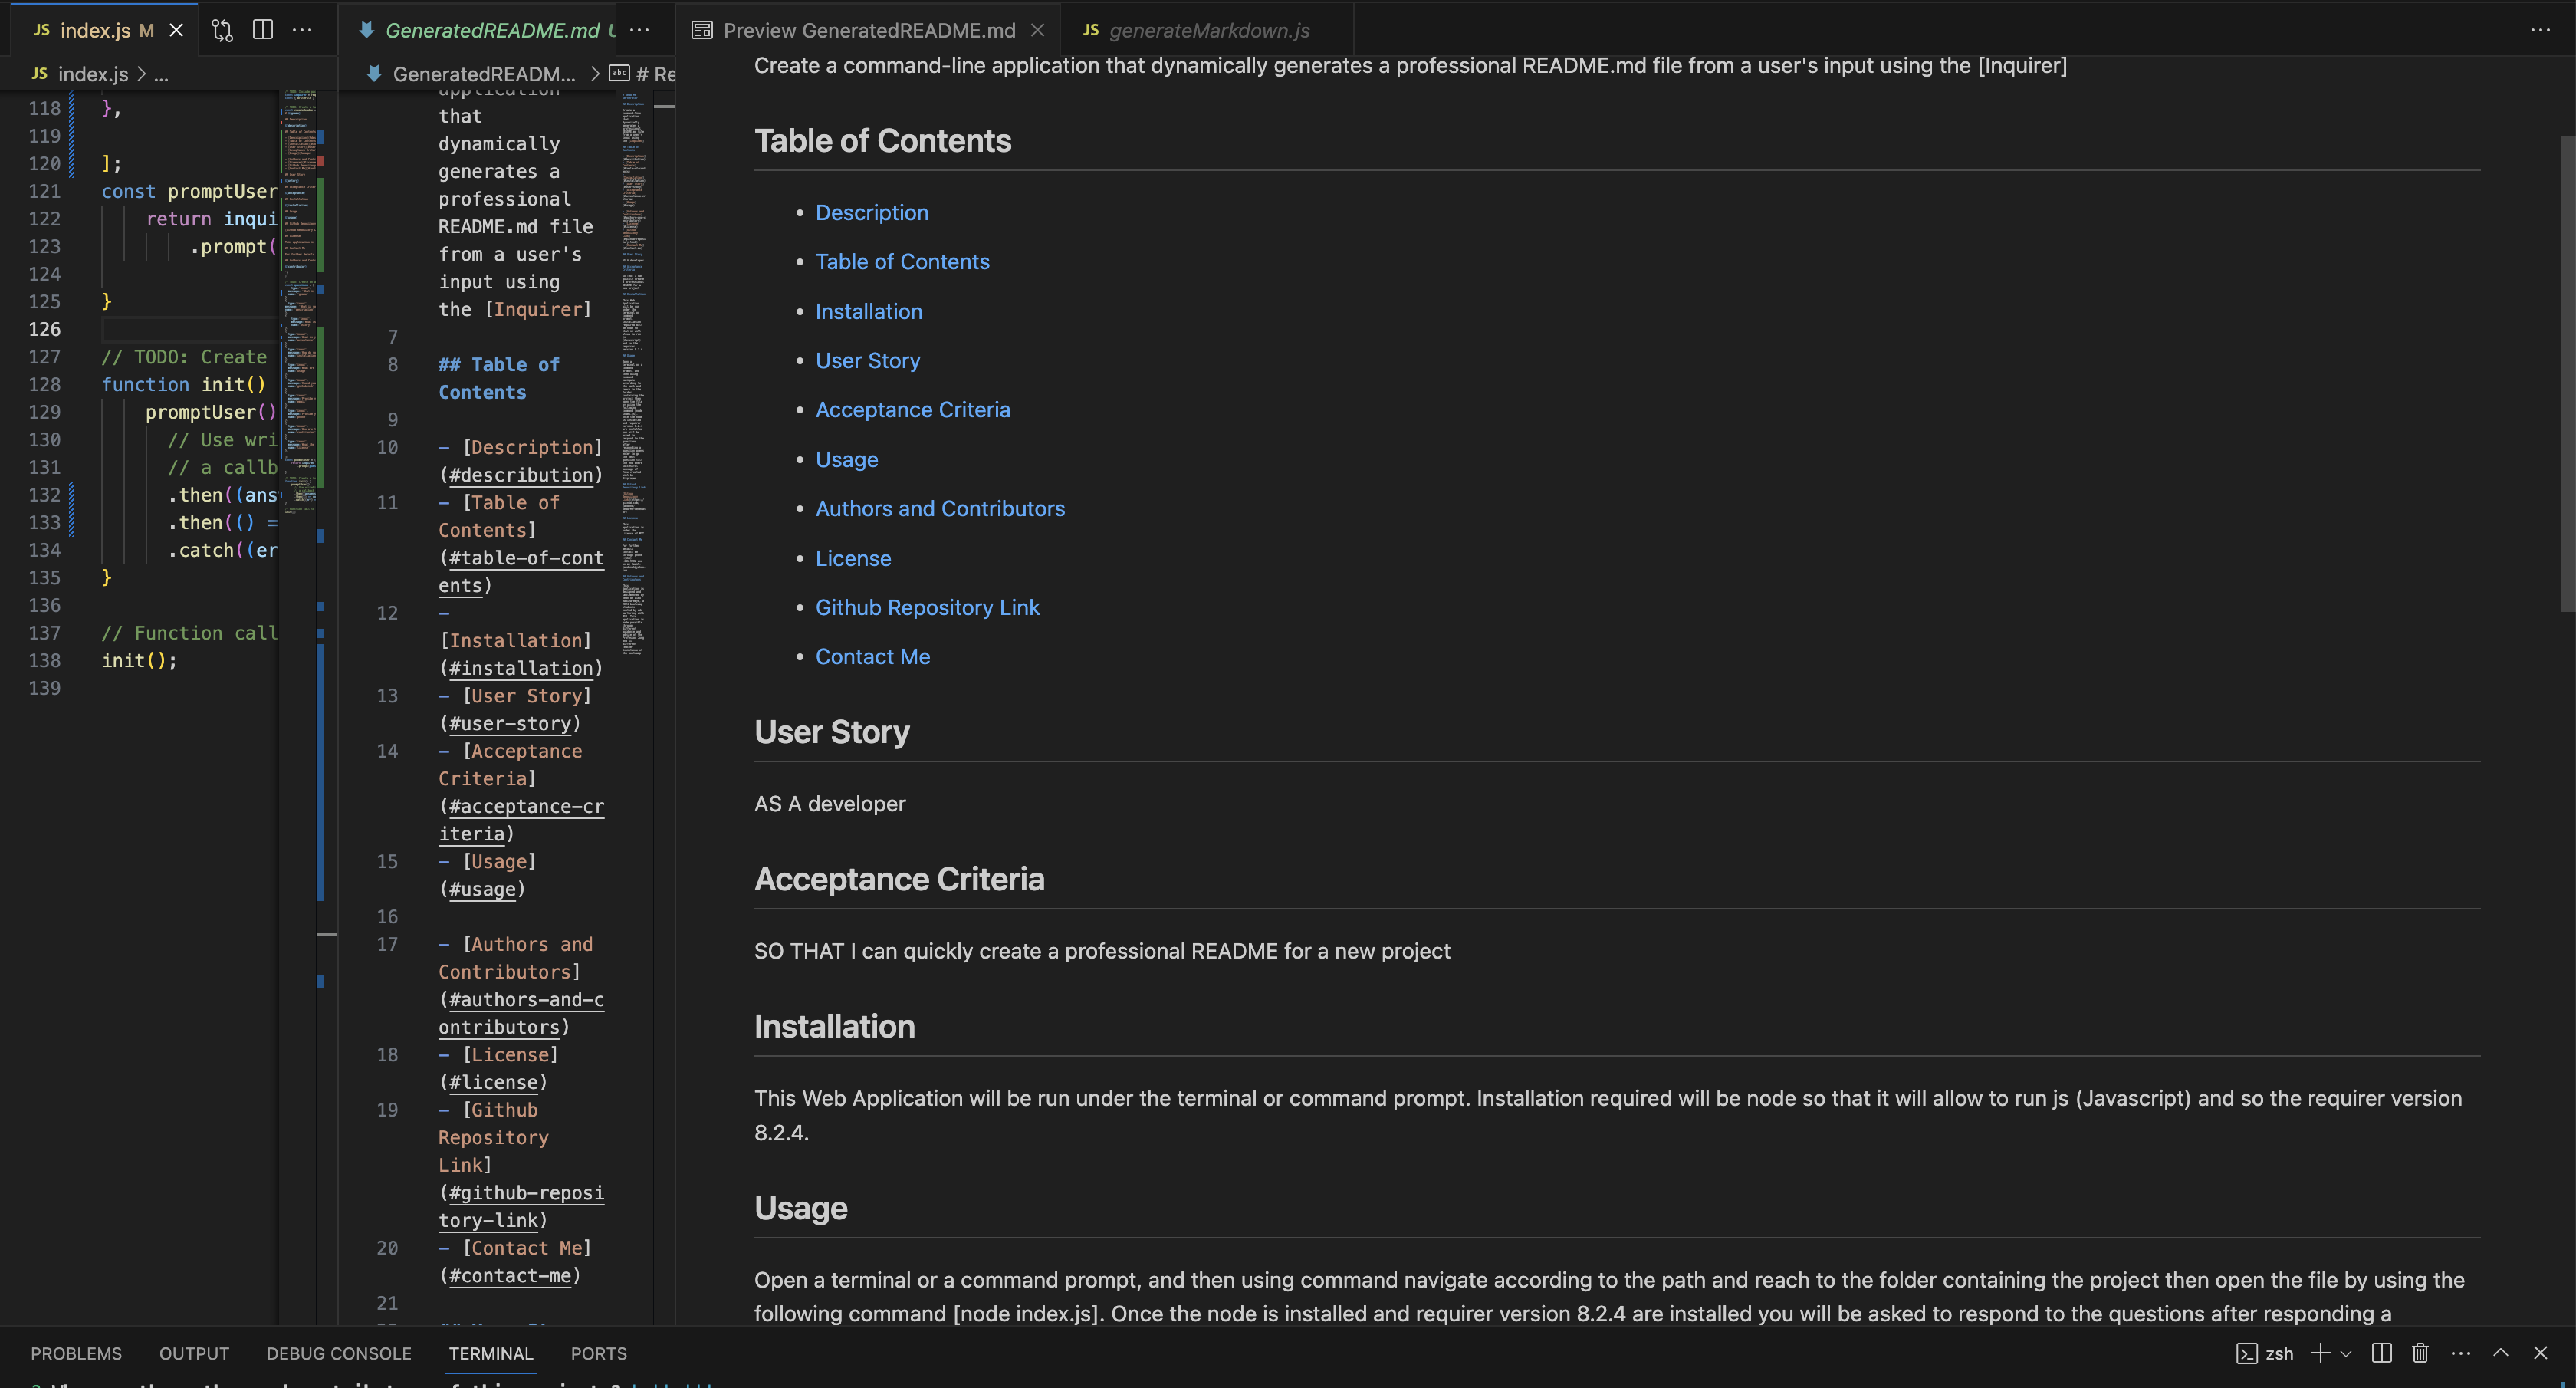 JS index.js M
GeneratedREADME.md
Preview GeneratedREADME.md
JS generateMarkdown.js
JS index.js > ...
GeneratedREADM... > abc # Re
118 },
119
120 ];
121 const promptUser
122 return inqui
123 .prompt(
124
125 }
126
127 // TODO: Create
128 function init()
129 promptUser()
130 // Use wri
131 // a callb
132 .then((ans
133 .then(() =
134 .catch((er
135 }
136
137 // Function call
138 init();
139
application
that
dynamically
generates a
professional
README.md file
from a user's
input using
the [Inquirer]
7
8 ## Table of
Contents
9
10 - [Description]
(#describution)
11 - [Table of
Contents]
(#table-of-cont
ents)
12 -
[Installation]
(#installation)
13 - [User Story]
(#user-story)
14 - [Acceptance
Criteria]
(#acceptance-cr
iteria)
15 - [Usage]
(#usage)
16
17 - [Authors and
Contributors]
(#authors-and-c
ontributors)
18 - [License]
(#license)
19 - [Github
Repository
Link]
(#github-reposi
tory-link)
20 - [Contact Me]
(#contact-me)
21
Create a command-line application that dynamically generates a professional README.md file from a user's input using the [Inquirer]
Table of Contents
• Description
• Table of Contents
• Installation
• User Story
• Acceptance Criteria
• Usage
• Authors and Contributors
• License
• Github Repository Link
• Contact Me
User Story
AS A developer
Acceptance Criteria
SO THAT I can quickly create a professional README for a new project
Installation
This Web Application will be run under the terminal or command prompt. Installation required will be node so that it will allow to run js (Javascript) and so the requirer version
8.2.4.
Usage
Open a terminal or a command prompt, and then using command navigate according to the path and reach to the folder containing the project then open the file by using the
following command [node index.js]. Once the node is installed and requirer version 8.2.4 are installed you will be asked to respond to the questions after responding a
PROBLEMS OUTPUT DEBUG CONSOLE TERMINAL PORTS
zsh